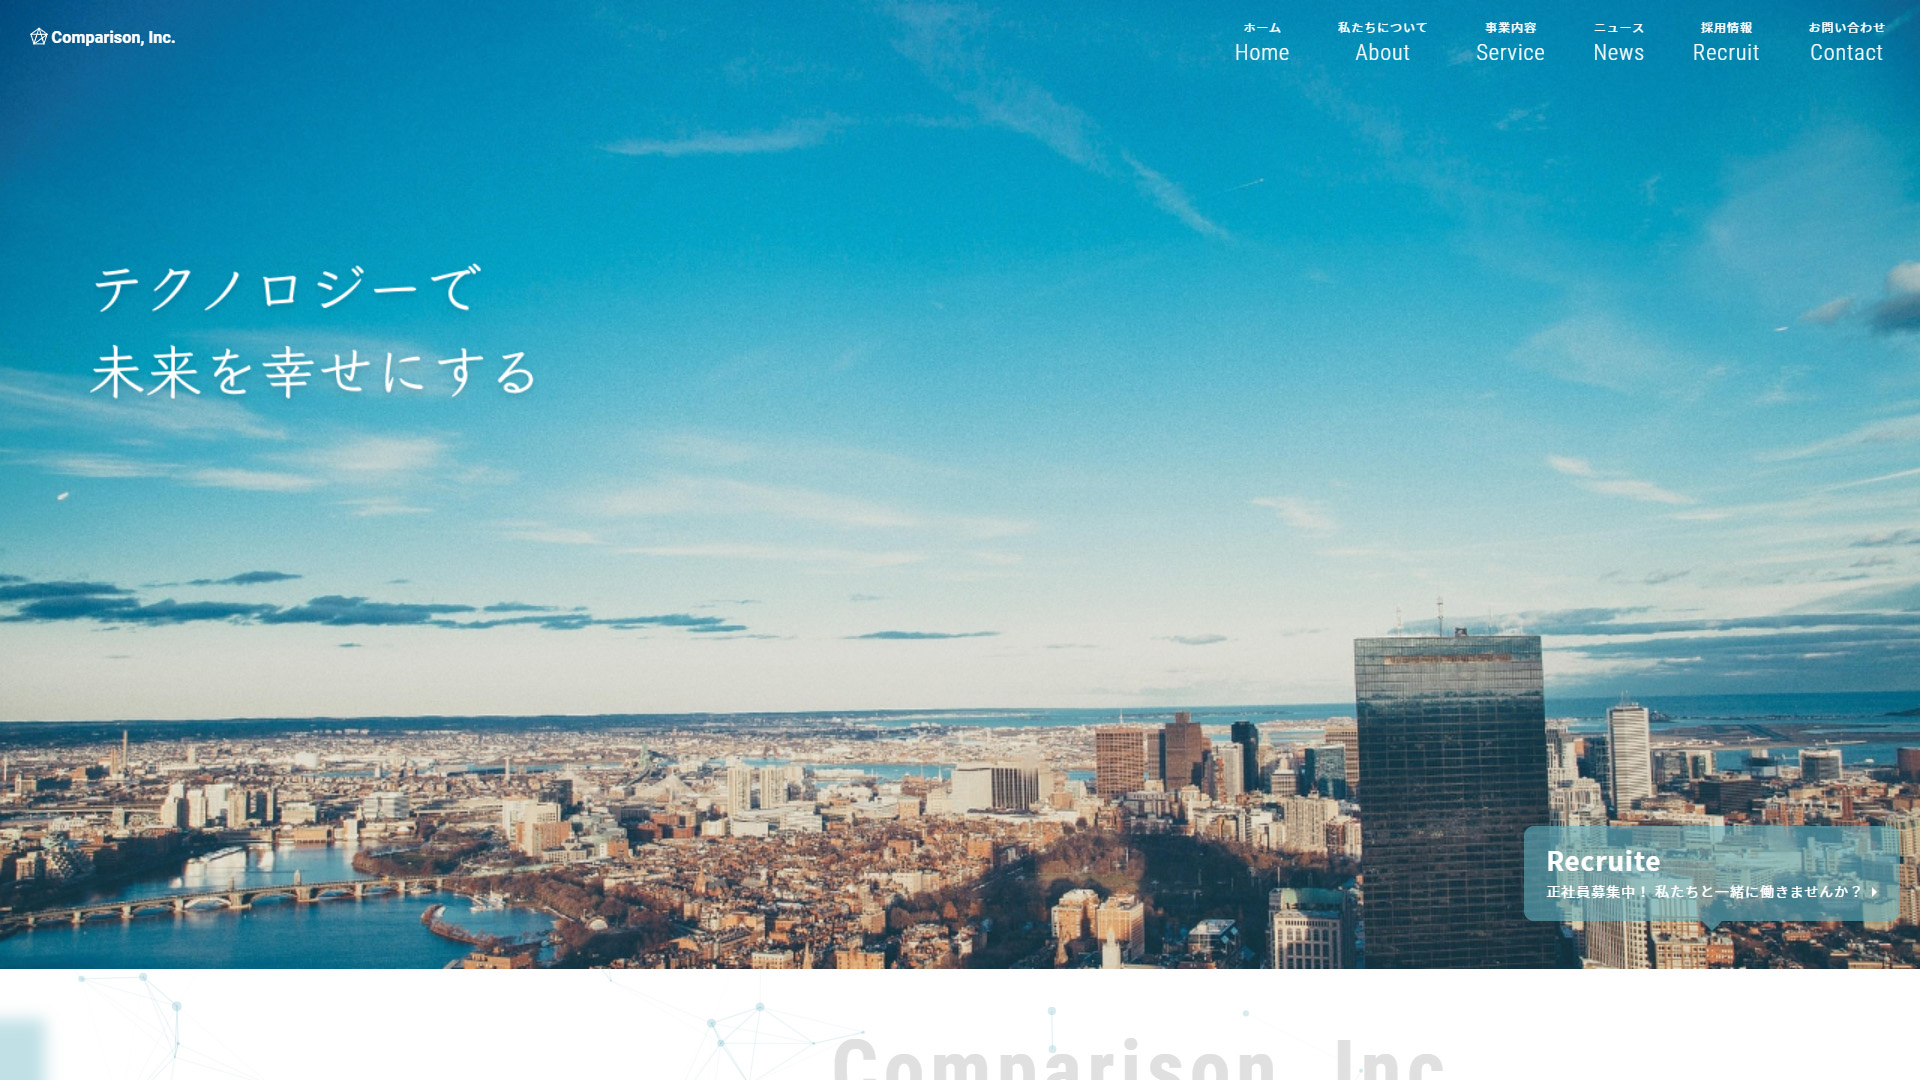 Comparison, Inc.
ホーム
Home
私たちについて
About
事業内容
Service
ニュース
News
採用情報
Recruit
お問い合わせ
Contact
テクノロジーで
未来を幸せにする
Recruite
正社員募集中！ 私たちと一緒に働きませんか？
Comparison, Inc